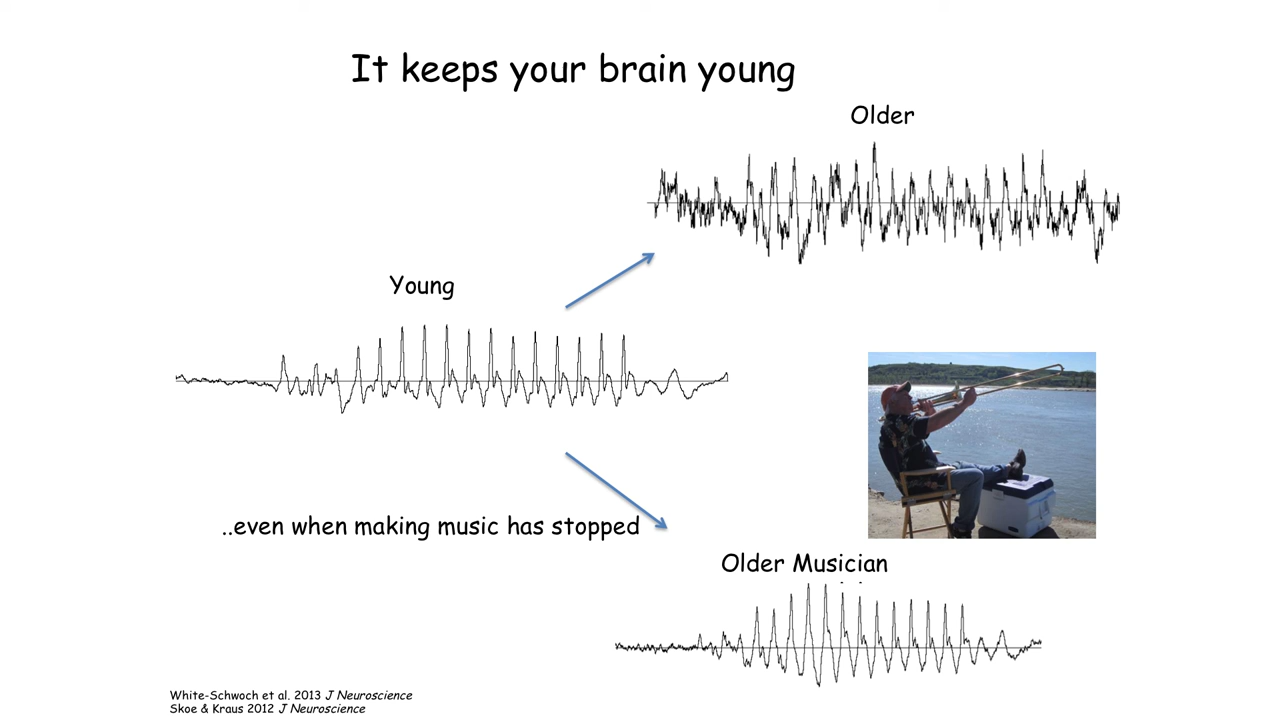 It keeps your brain young
Older
Young
..even when making music has stopped
Older Musician
White-Schwoch et al. 2013 J Neuroscience
Skoe & Kraus 2012 J Neuroscience